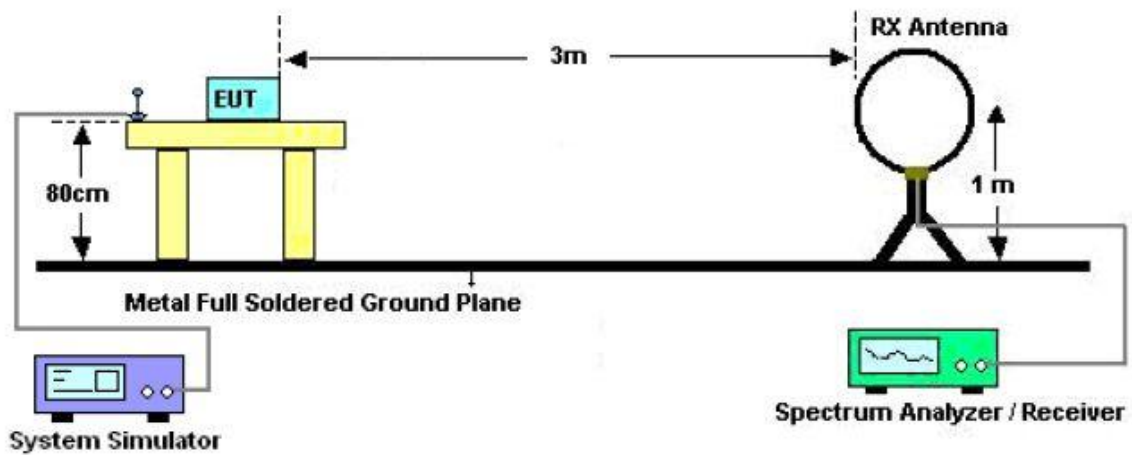 RX Antenna
3m
EUT
80cm
1 m
Metal Full Soldered Ground Plane
System Simulator
Spectrum Analyzer / Receiver